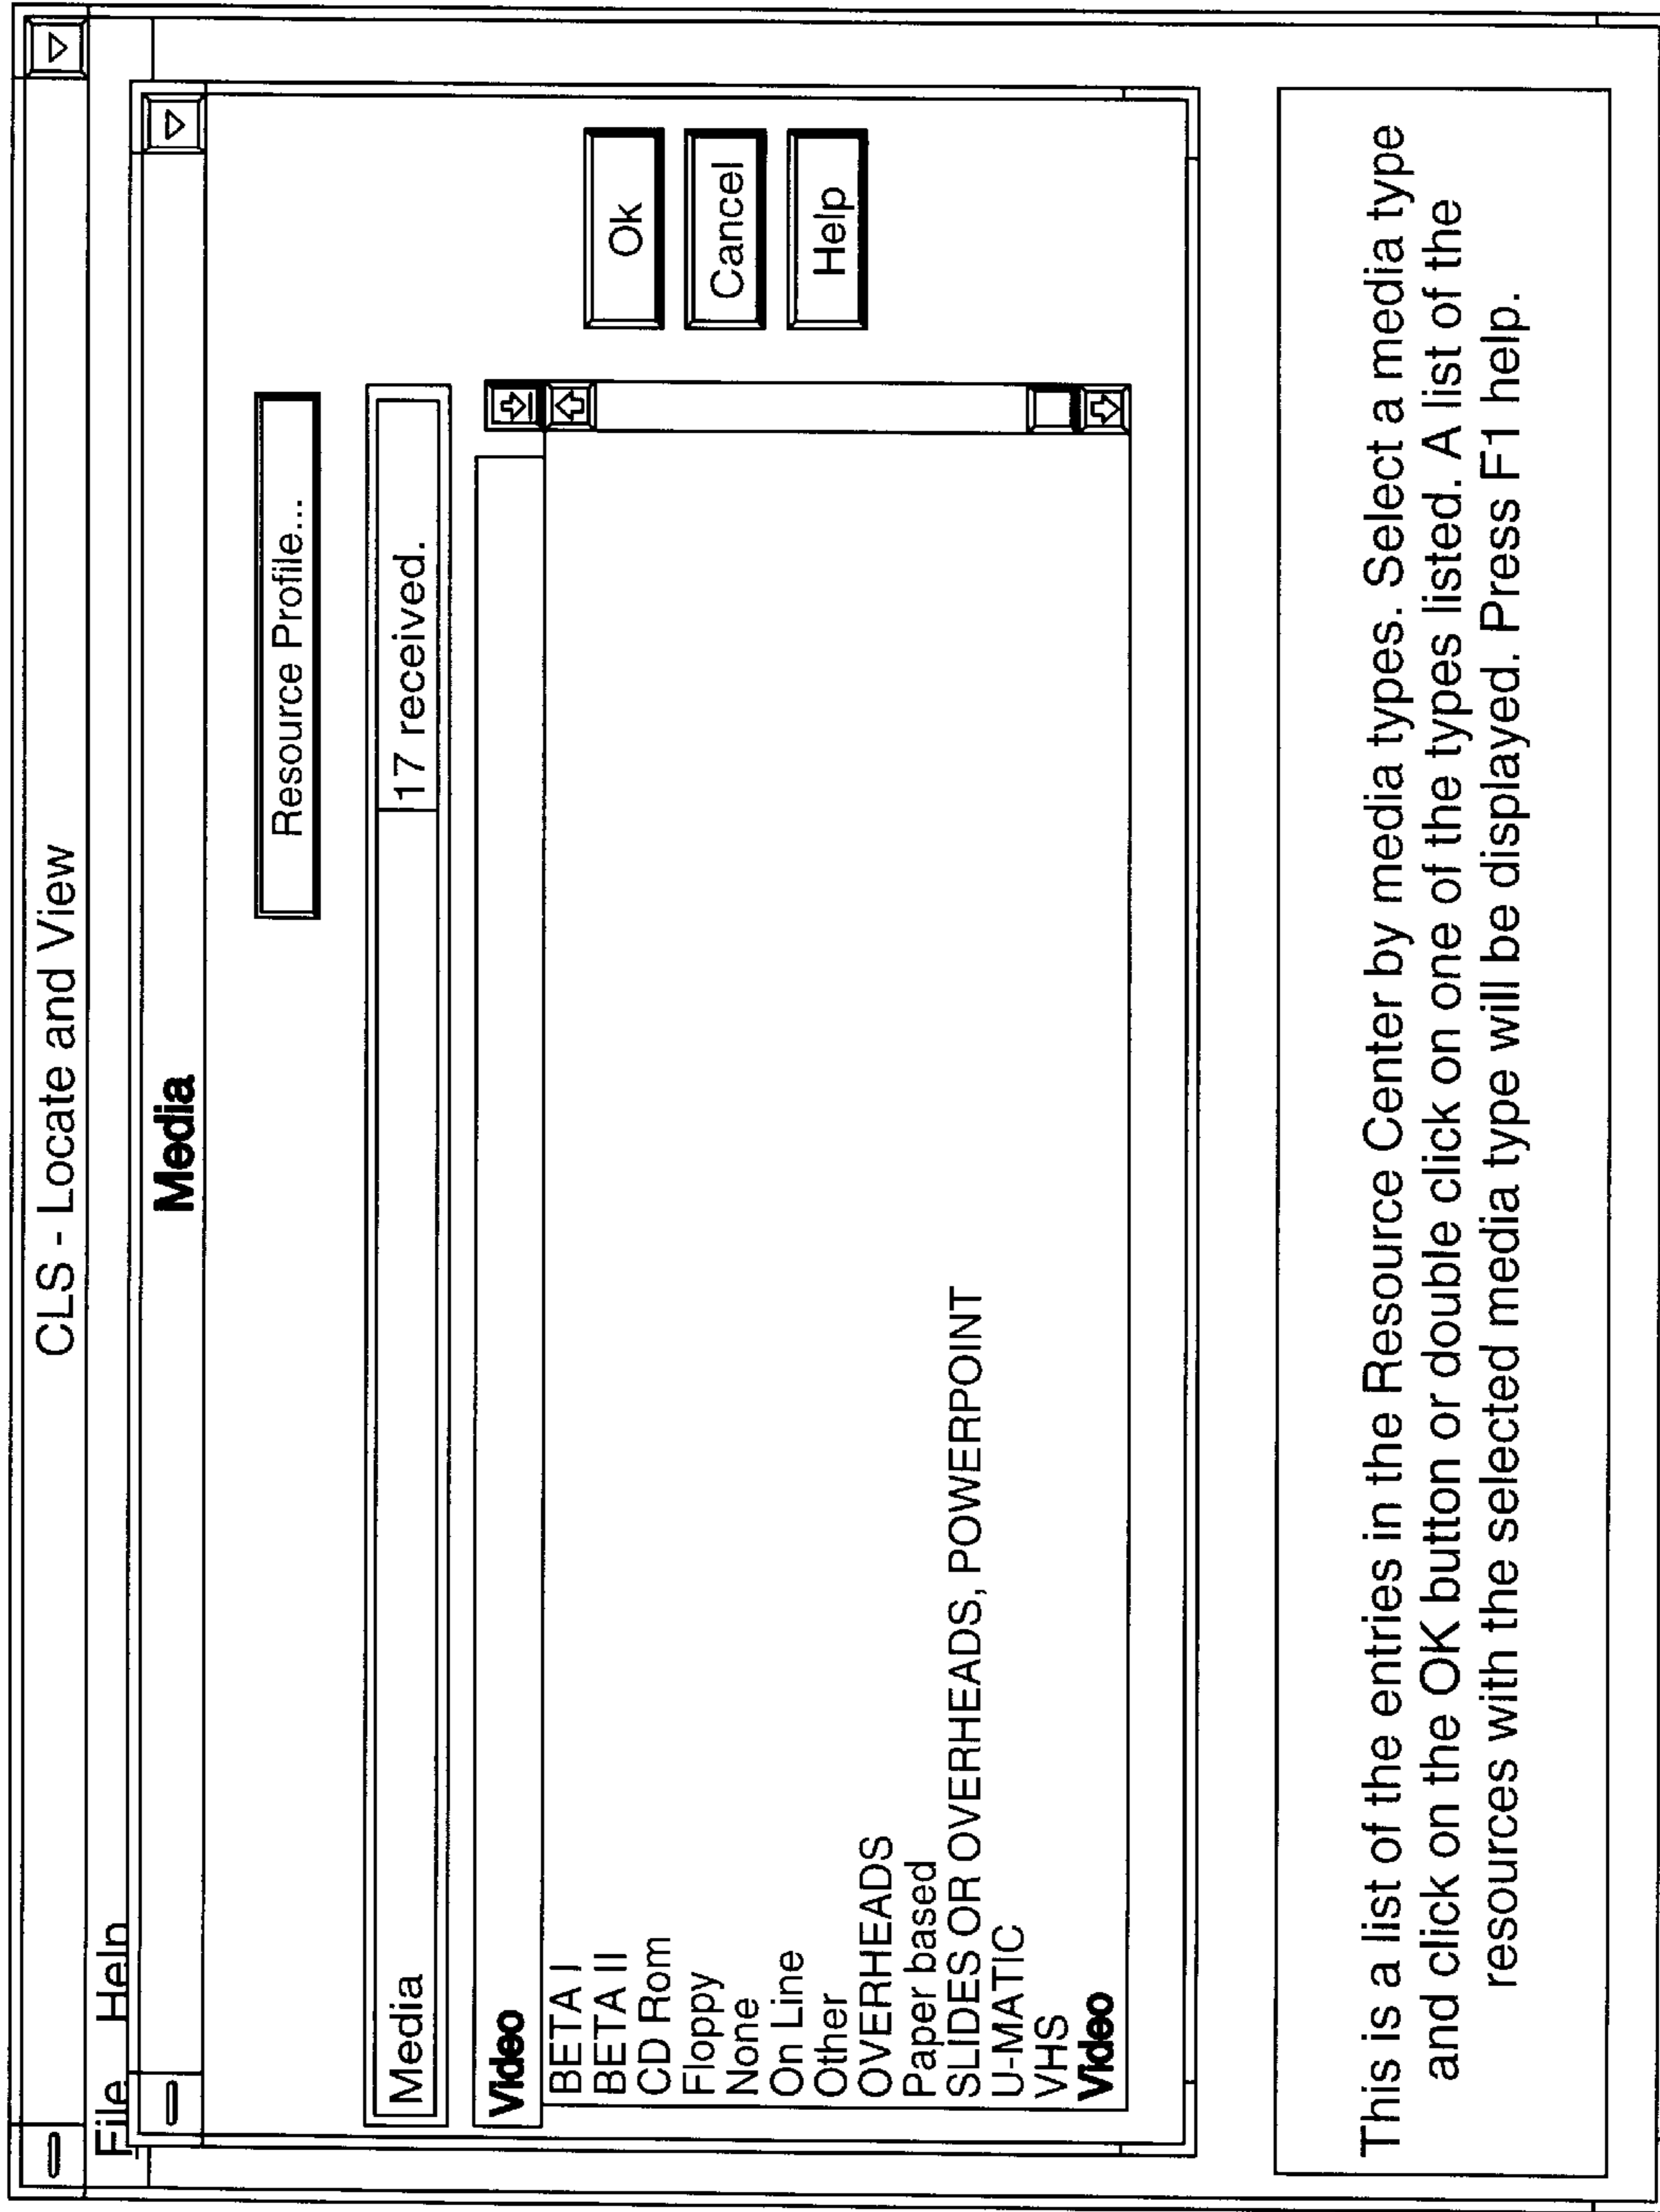 CLS - Locate and View
File Help
Media
Resource Profile...
Media 17 received.
Video
BETA I
BETA II
CD Rom
Floppy
None
On Line
Other
OVERHEADS
Paper based
SLIDES OR OVERHEADS, POWERPOINT
U-MATIC
VHS
Video
Ok
Cancel
Help
This is a list of the entries in the Resource Center by media types. Select a media type
and click on the OK button or double click on one of the types listed. A list of the
resources with the selected media type will be displayed. Press F1 help.